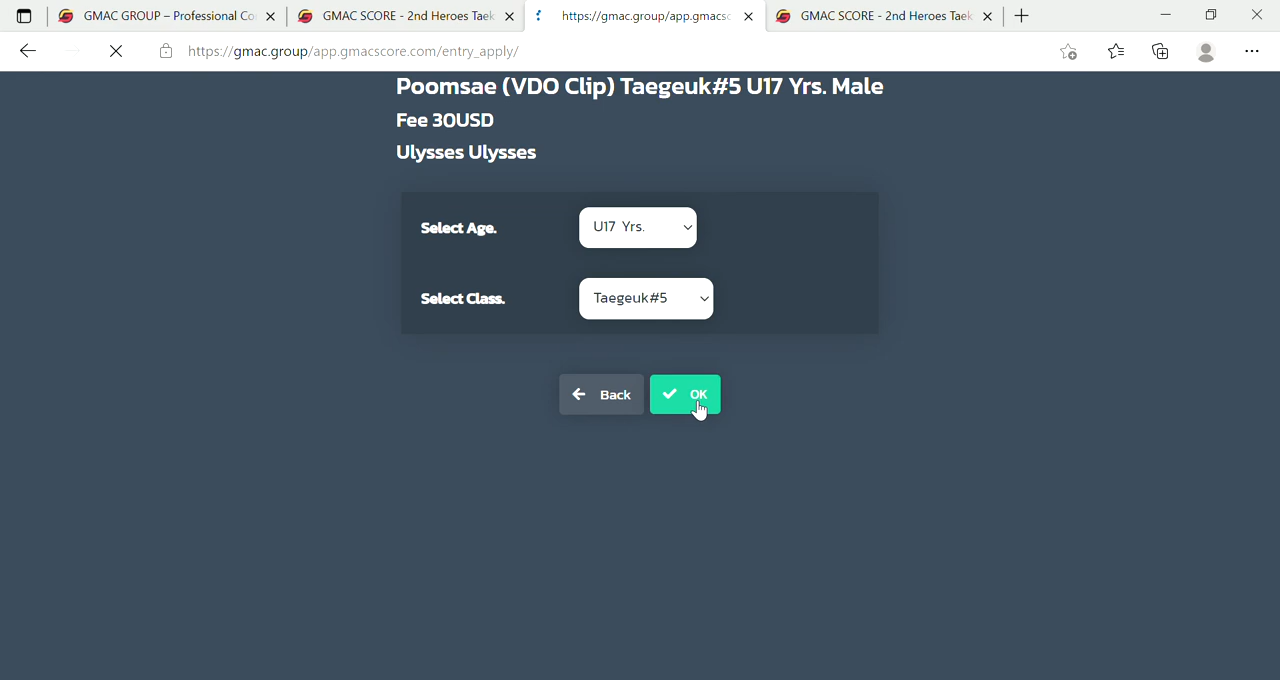 GMAC GROUP – Professional Co
GMAC SCORE - 2nd Heroes Taek
https://gmac.group/app.gmacsc
GMAC SCORE - 2nd Heroes Taek
https://gmac.group/app.gmacscore.com/entry_apply/
Poomsae (VDO Clip) Taegeuk#5 U17 Yrs. Male
Fee 30USD
Ulysses Ulysses
Select Age.
U17 Yrs.
Select Class.
Taegeuk#5
Back
OK